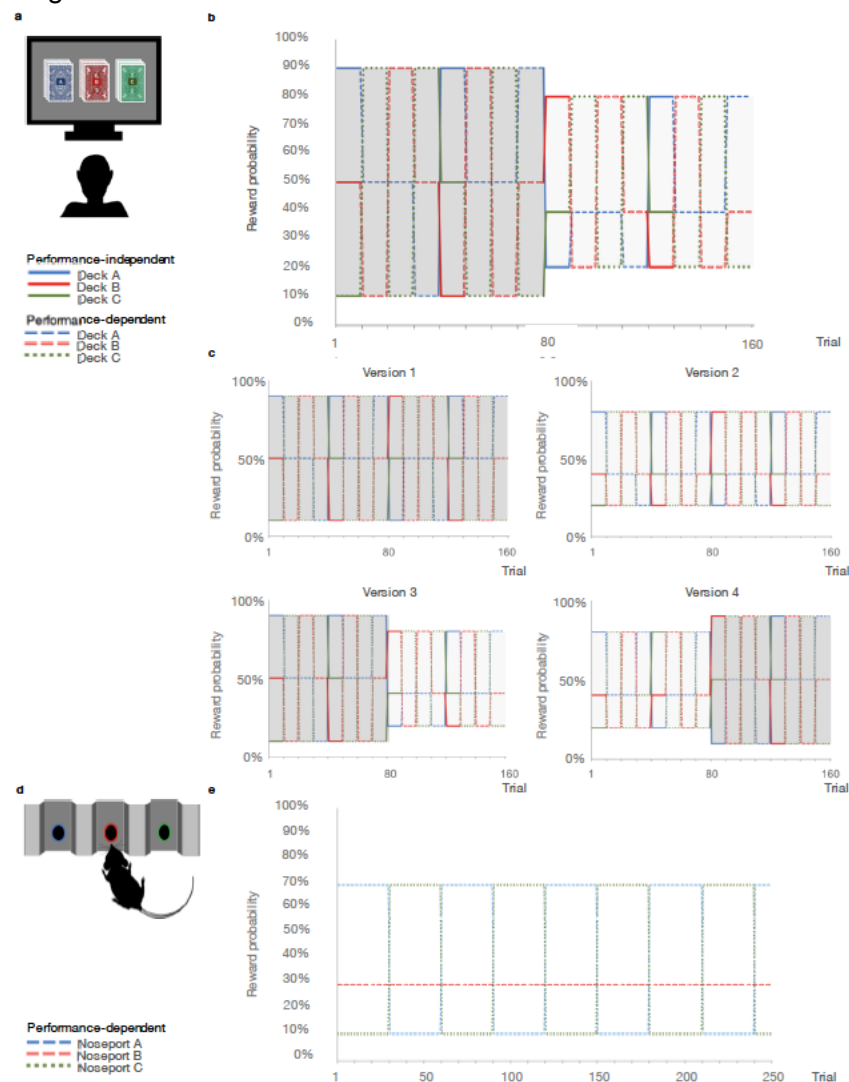 a
A
B
C
Performance-independent
Deck A
Deck B
Deck C
Performance-dependent
Deck A
Deck B
Deck C
b
100%
90%
80%
70%
60%
50%
40%
30%
20%
10%
0%
Reward probability
1
80
160
Trial
c
Version 1
100%
50%
0%
Reward probability
1
80
160
Trial
Version 2
100%
50%
0%
Reward probability
1
80
160
Trial
Version 3
100%
50%
0%
Reward probability
1
80
160
Trial
Version 4
100%
50%
0%
Reward probability
1
80
160
Trial
d
Performance-dependent
Noseport A
Noseport B
Noseport C
e
100%
90%
80%
70%
60%
50%
40%
30%
20%
10%
0%
Reward probability
1
50
100
150
200
250
Trial